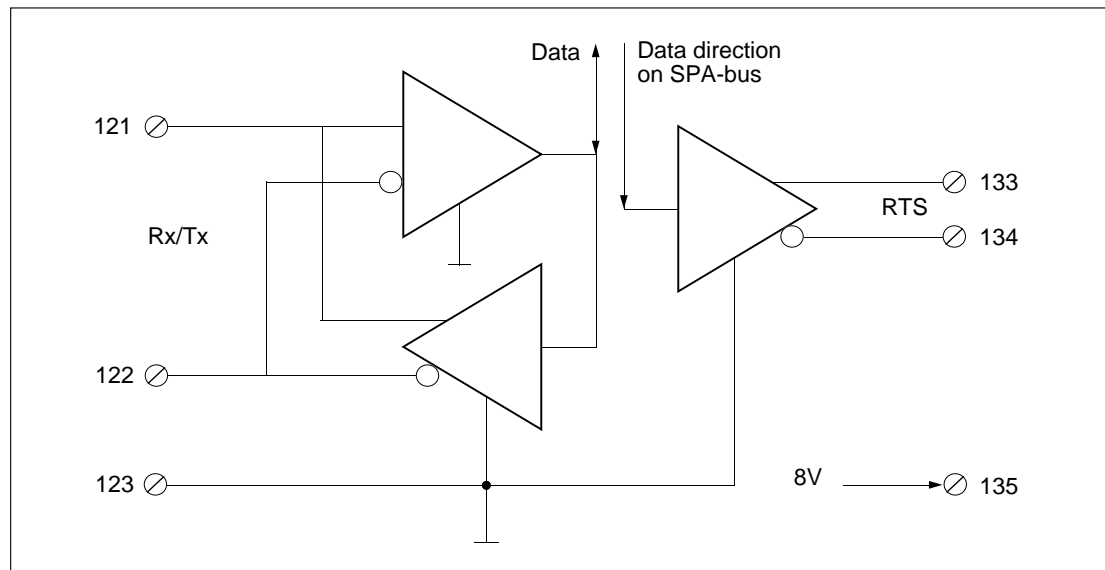 Data
Data direction
on SPA-bus
121
133
RTS
134
Rx/Tx
122
123
8V
135